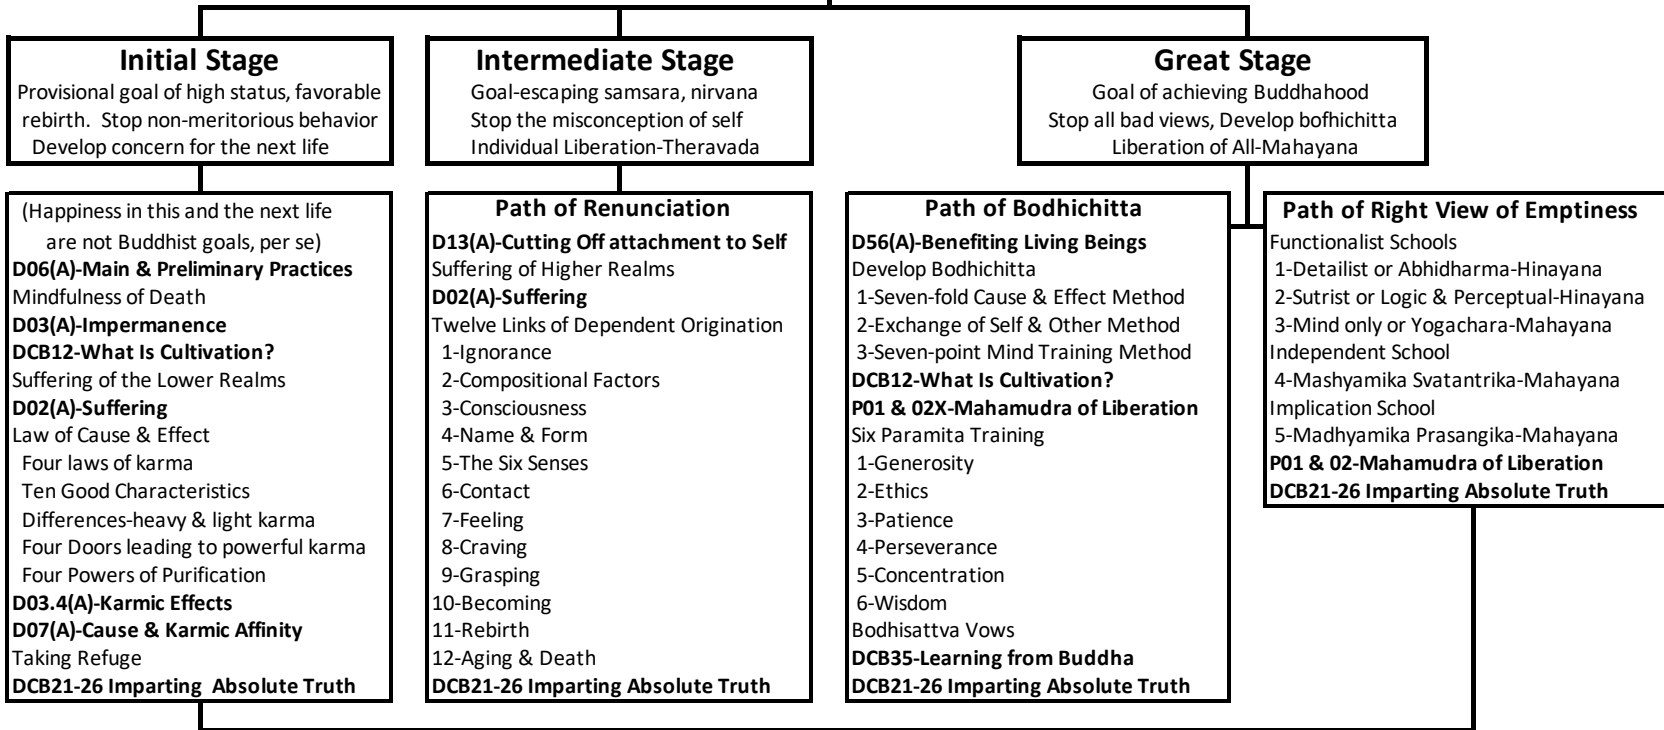 Initial Stage
Provisional goal of high status, favorable
rebirth. Stop non-meritorious behavior
Develop concern for the next life
Intermediate Stage
Goal-escaping samsara, nirvana
Stop the misconception of self
Individual Liberation-Theravada
Great Stage
Goal of achieving Buddhahood
Stop all bad views, Develop bofhichitta
Liberation of All-Mahayana
(Happiness in this and the next life
are not Buddhist goals, per se)
D06(A)-Main & Preliminary Practices
Mindfulness of Death
D03(A)-Impermanence
DCB12-What Is Cultivation?
Suffering of the Lower Realms
D02(A)-Suffering
Law of Cause & Effect
Four laws of karma
Ten Good Characteristics
Differences-heavy & light karma
Four Doors leading to powerful karma
Four Powers of Purification
D03.4(A)-Karmic Effects
D07(A)-Cause & Karmic Affinity
Taking Refuge
DCB21-26 Imparting Absolute Truth
Path of Renunciation
D13(A)-Cutting Off attachment to Self
Suffering of Higher Realms
D02(A)-Suffering
Twelve Links of Dependent Origination
1-Ignorance
2-Compositional Factors
3-Consciousness
4-Name & Form
5-The Six Senses
6-Contact
7-Feeling
8-Craving
9-Grasping
10-Becoming
11-Rebirth
12-Aging & Death
DCB21-26 Imparting Absolute Truth
Path of Bodhichitta
D56(A)-Benefiting Living Beings
Develop Bodhichitta
1-Seven-fold Cause & Effect Method
2-Exchange of Self & Other Method
3-Seven-point Mind Training Method
DCB12-What Is Cultivation?
P01 & 02X-Mahamudra of Liberation
Six Paramita Training
1-Generosity
2-Ethics
3-Patience
4-Perseverance
5-Concentration
6-Wisdom
Bodhisattva Vows
DCB35-Learning from Buddha
DCB21-26 Imparting Absolute Truth
Path of Right View of Emptiness
Functionalist Schools
1-Detailist or Abhidharma-Hinayana
2-Sutrist or Logic & Perceptual-Hinayana
3-Mind only or Yogachara-Mahayana
Independent School
4-Mashyamika Svatantrika-Mahayana
Implication School
5-Madhyamika Prasangika-Mahayana
P01 & 02-Mahamudra of Liberation
DCB21-26 Imparting Absolute Truth